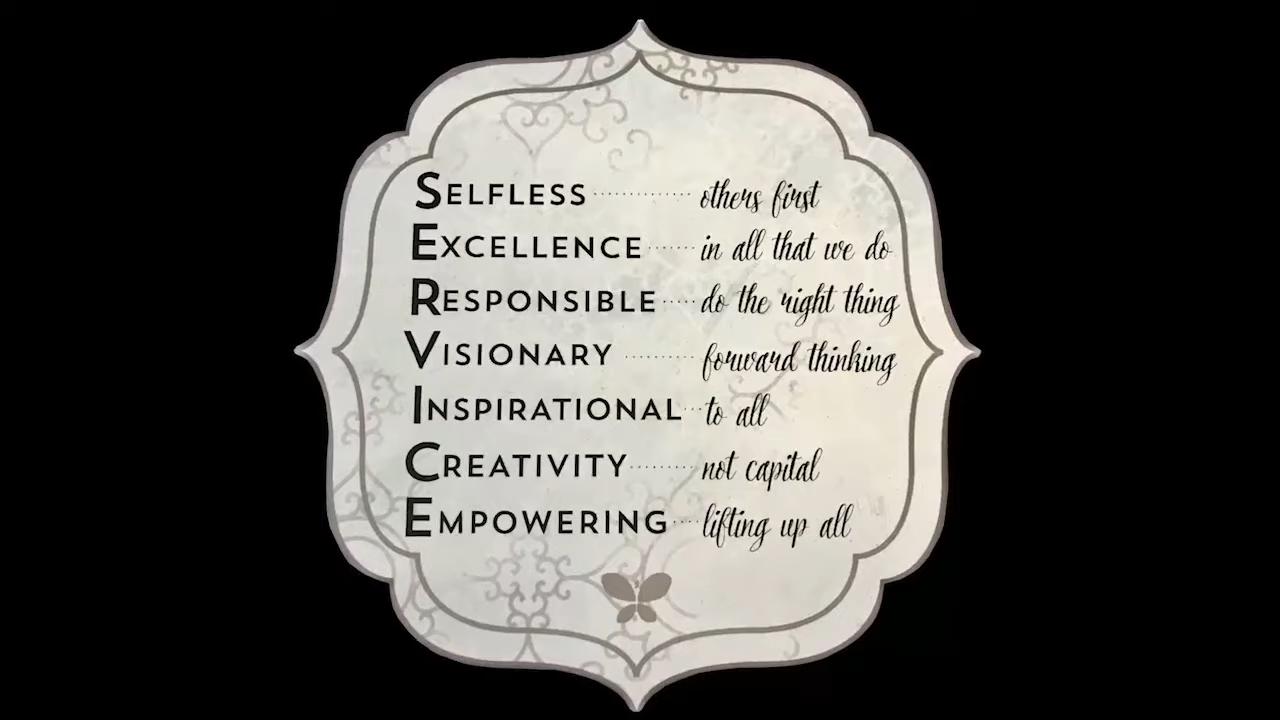 SELFLESS ·········· others first
EXCELLENCE ······ in all that we do
RESPONSIBLE ····· do the right thing
VISIONARY ········ forward thinking
INSPIRATIONAL ·· to all
CREATIVITY ········ not capital
EMPOWERING ···· lifting up all